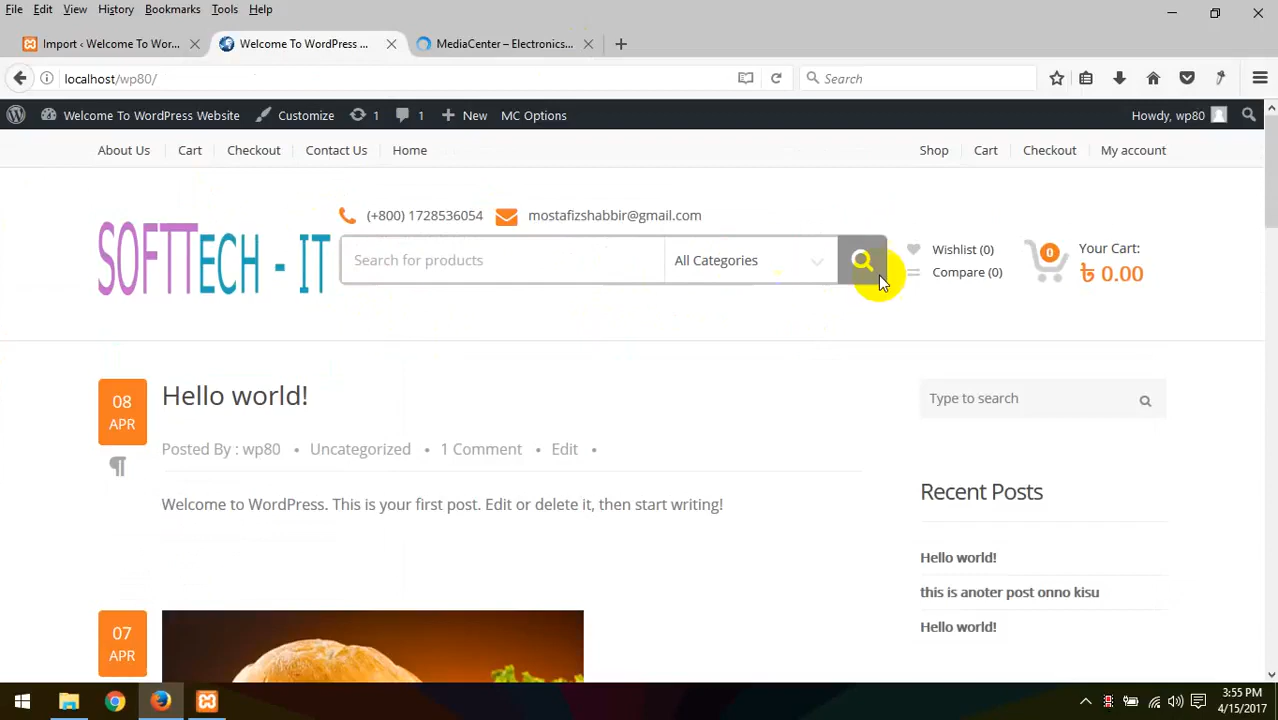 File Edit View History Bookmarks Tools Help
Import ‹ Welcome To Wor... Welcome To WordPress ... MediaCenter – Electronics...
localhost/wp80/ Search
Welcome To WordPress Website Customize 1 1 New MC Options Howdy, wp80
About Us Cart Checkout Contact Us Home Shop Cart Checkout My account
(+800) 1728536054 mostafizshabbir@gmail.com
SOFTTECH - IT
Search for products All Categories
Wishlist (0)
Compare (0)
0
Your Cart:
৳ 0.00
08
APR
Hello world!
Posted By : wp80 • Uncategorized • 1 Comment • Edit •
Welcome to WordPress. This is your first post. Edit or delete it, then start writing!
Type to search
Recent Posts
Hello world!
this is anoter post onno kisu
Hello world!
07
APR
3:55 PM
4/15/2017